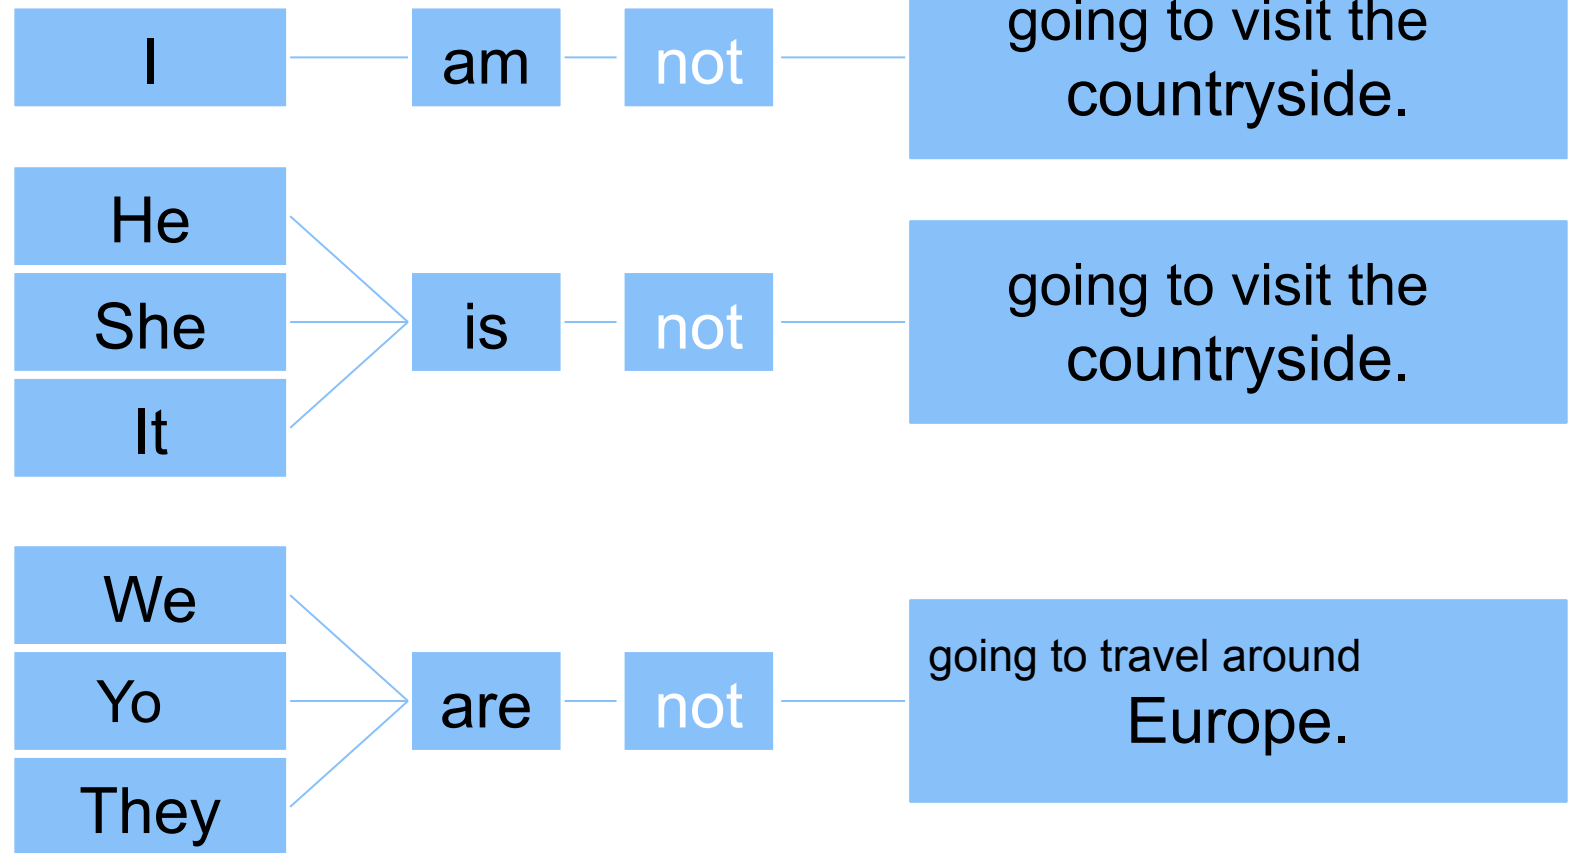 I am not going to visit the
countryside.
He
She is not going to visit the
countryside.
It
We
Yo are not going to travel around
Europe.
They